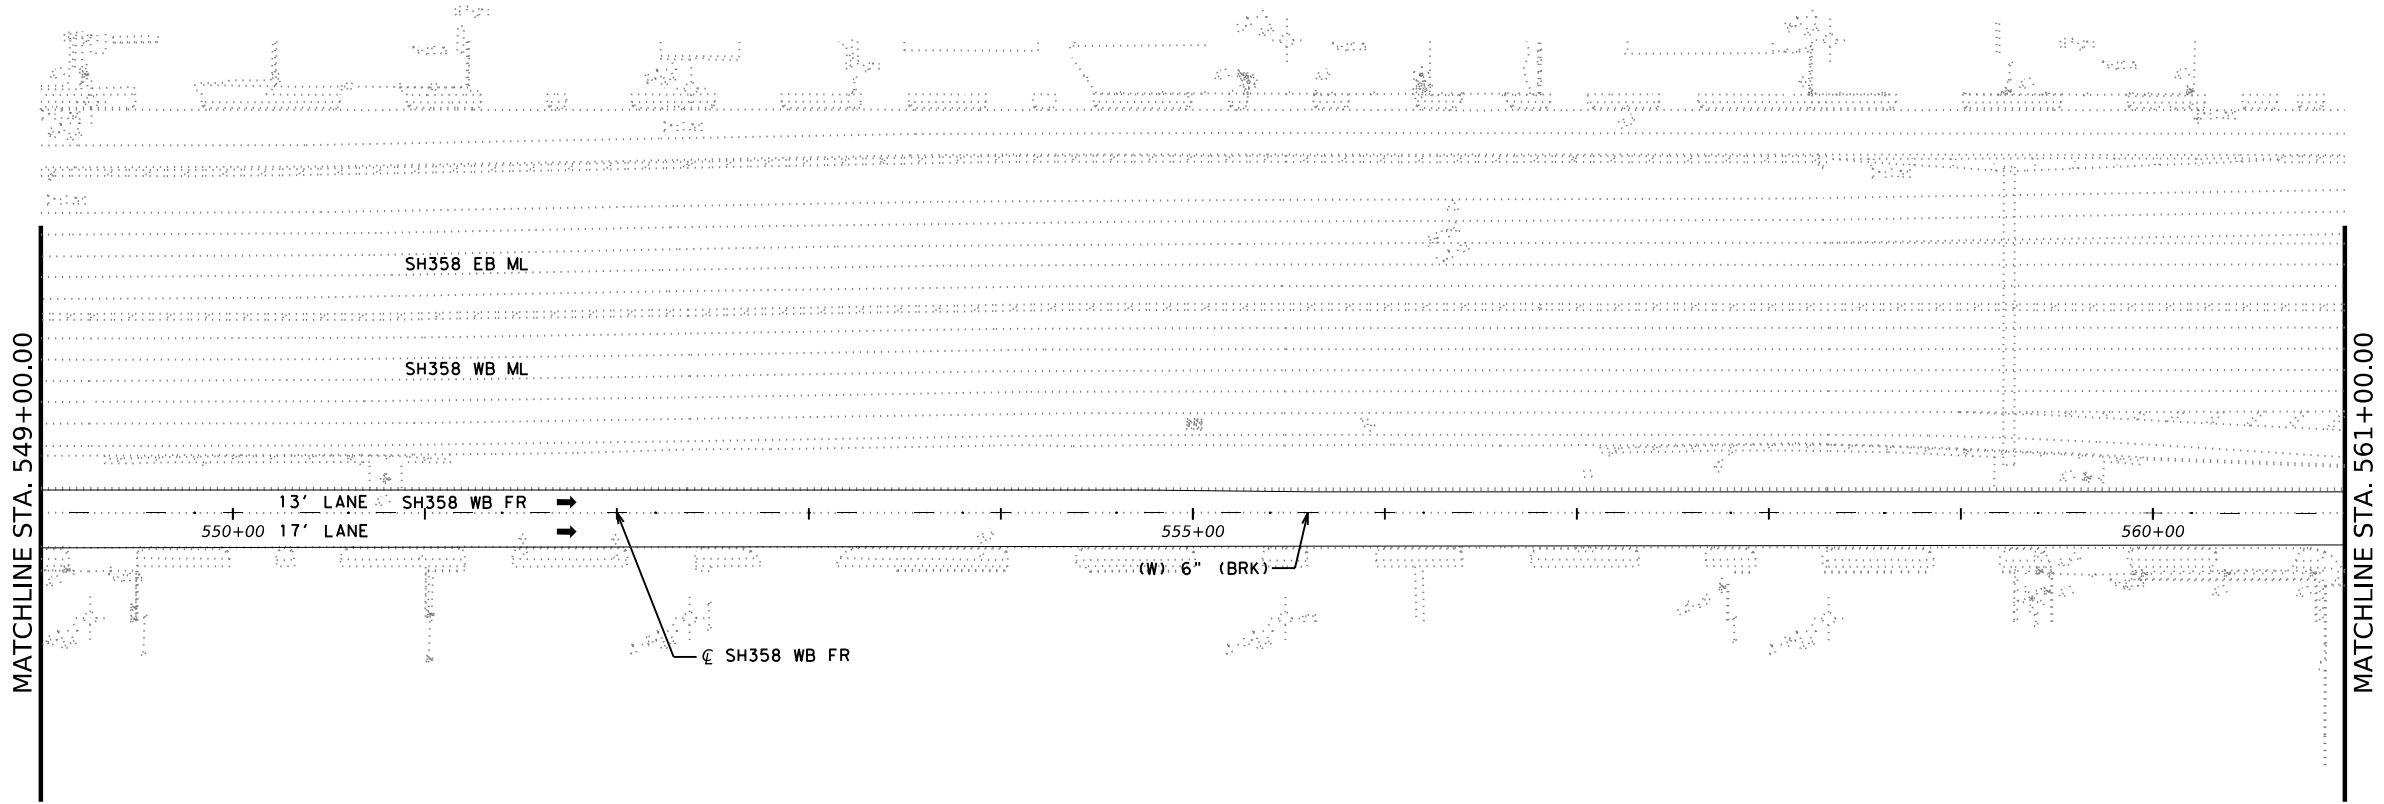 SH358 EB ML
SH358 WB ML
MATCHLINE STA. 549+00.00
MATCHLINE STA. 561+00.00
13' LANE SH358 WB FR
550+00 17' LANE 555+00 560+00
(W) 6" (BRK)
℄ SH358 WB FR